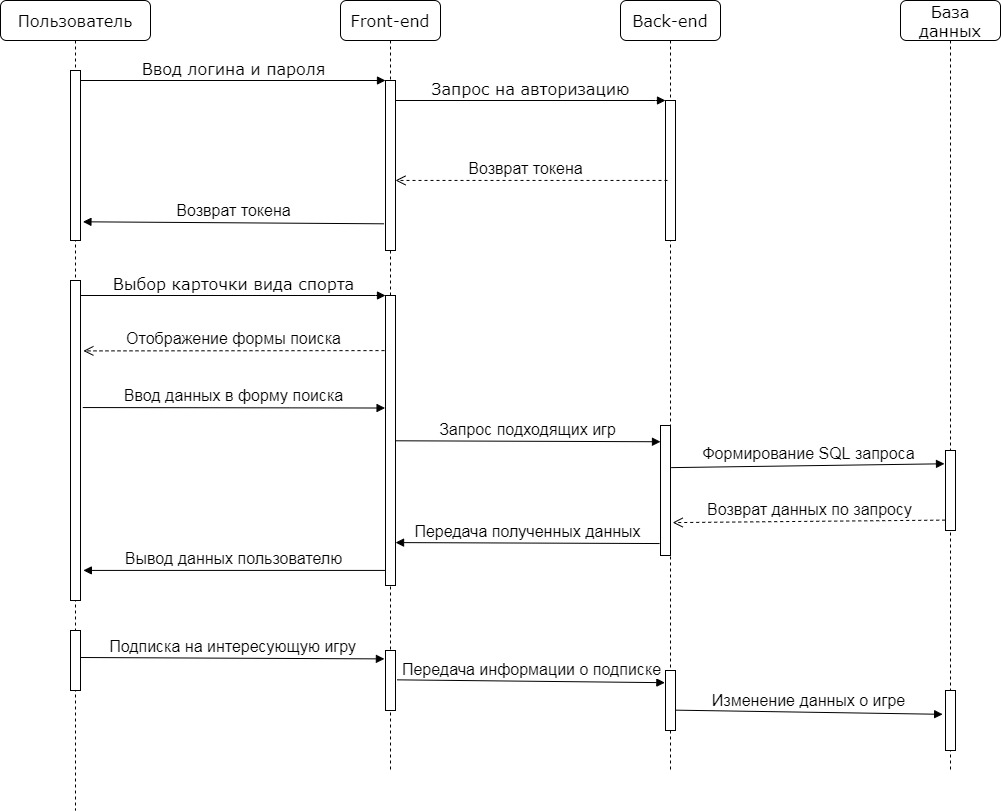 Пользователь
Front-end
Back-end
База
данных
Ввод логина и пароля
Запрос на авторизацию
Возврат токена
Возврат токена
Выбор карточки вида спорта
Отображение формы поиска
Ввод данных в форму поиска
Запрос подходящих игр
Формирование SQL запроса
Возврат данных по запросу
Передача полученных данных
Вывод данных пользователю
Подписка на интересующую игру
Передача информации о подписке
Изменение данных о игре